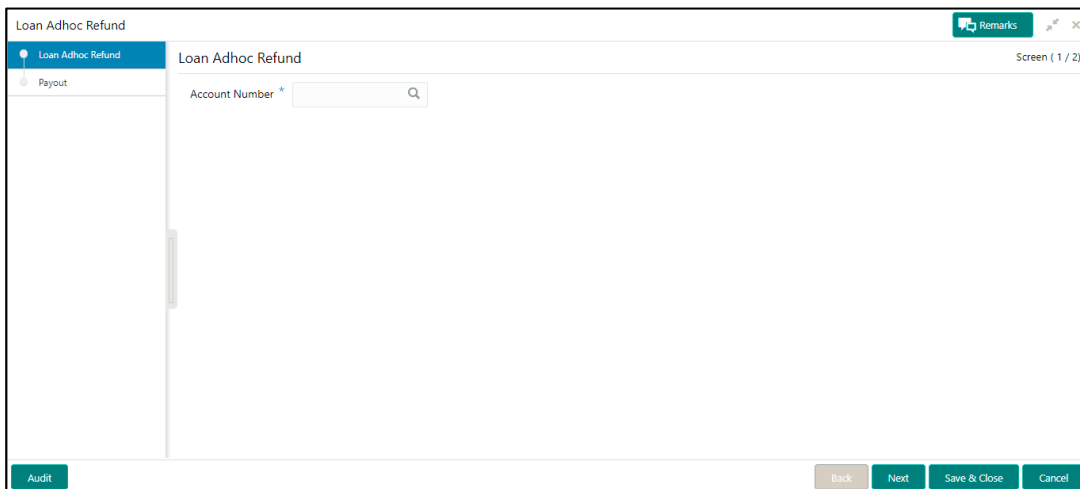 Loan Adhoc Refund
Remarks
Loan Adhoc Refund
Payout
Loan Adhoc Refund
Screen ( 1 / 2)
Account Number *
Audit
Back
Next
Save & Close
Cancel